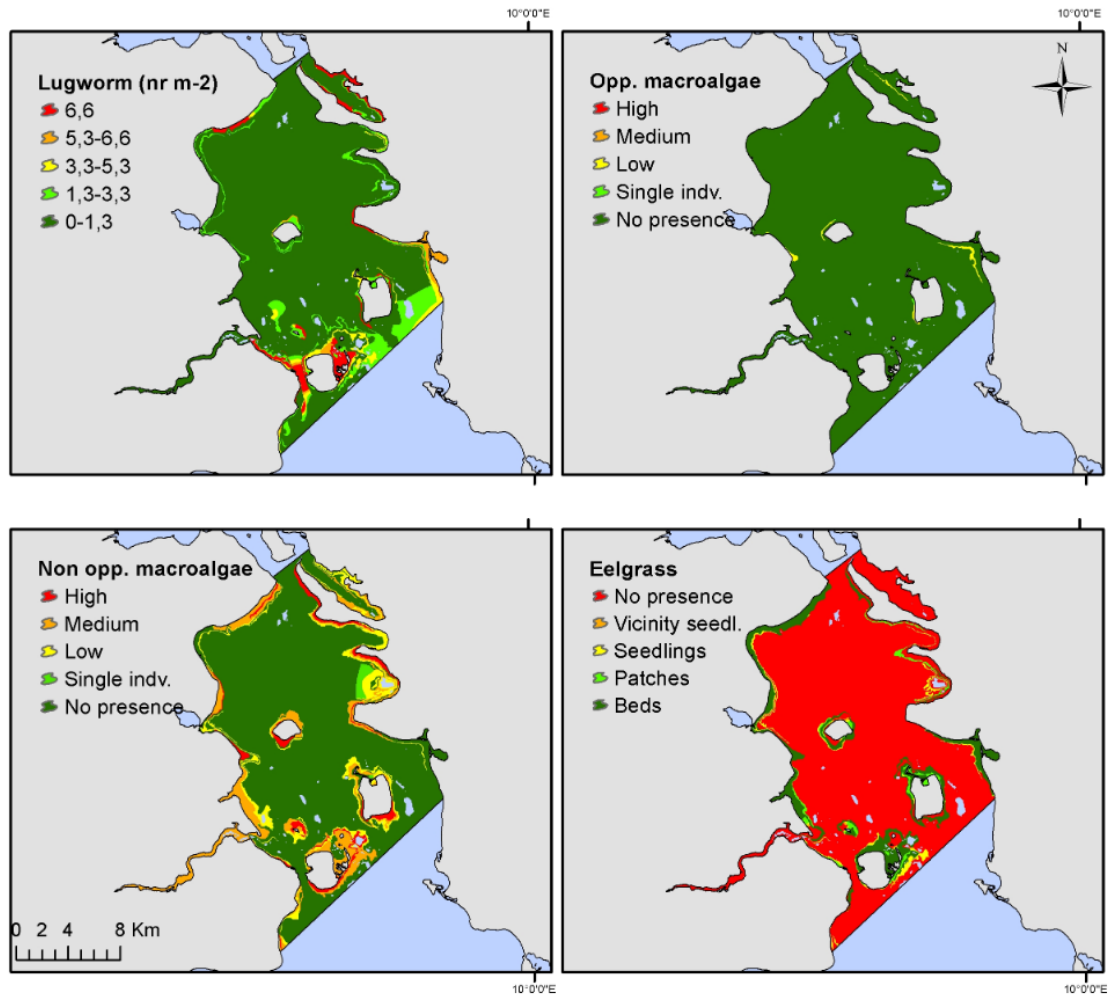 10°0'0"E
10°0'0"E
Lugworm (nr m-2)
6,6
5,3-6,6
3,3-5,3
1,3-3,3
0-1,3
Opp. macroalgae
High
Medium
Low
Single indv.
No presence
N
Non opp. macroalgae
High
Medium
Low
Single indv.
No presence
0 2 4 8 Km
Eelgrass
No presence
Vicinity seedl.
Seedlings
Patches
Beds
10°0'0"E
10°0'0"E